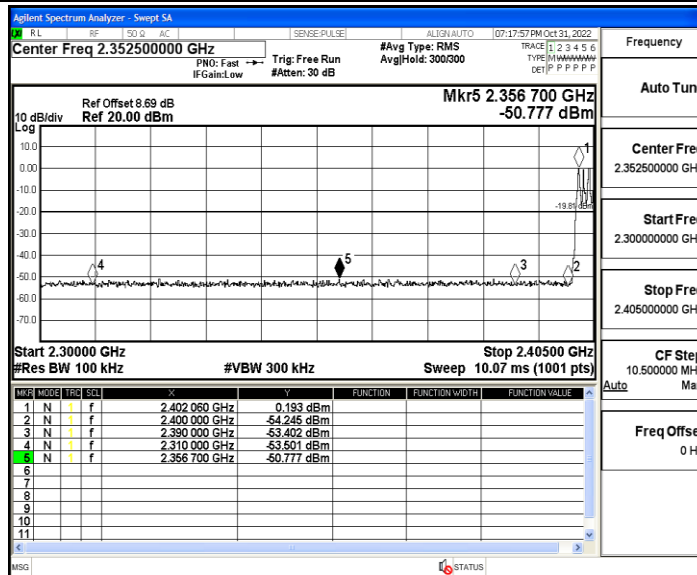 Agilent Spectrum Analyzer - Swept SA
RL RF 50 Ω AC SENSE:PULSE ALIGN AUTO 07:17:57 PM Oct 31, 2022
Center Freq 2.352500000 GHz
PNO: Fast
IFGain:Low
Trig: Free Run
#Atten: 30 dB
#Avg Type: RMS
Avg|Hold: 300/300
TRACE 1 2 3 4 5 6
TYPE M
DET P P P P P P
Ref Offset 8.69 dB
10 dB/div Ref 20.00 dBm
Log
Mkr5 2.356 700 GHz
-50.777 dBm
10.0
0.00
-10.0
-20.0
-30.0
-40.0
-50.0
-60.0
-70.0
1
-19.81 dBm
4
5
3
2
Start 2.30000 GHz Stop 2.40500 GHz
#Res BW 100 kHz #VBW 300 kHz Sweep 10.07 ms (1001 pts)
MKR MODE TRC SCL X Y FUNCTION FUNCTION WIDTH FUNCTION VALUE
1 N 1 f 2.402 060 GHz 0.193 dBm
2 N 1 f 2.400 000 GHz -54.245 dBm
3 N 1 f 2.390 000 GHz -53.402 dBm
4 N 1 f 2.310 000 GHz -53.501 dBm
5 N 1 f 2.356 700 GHz -50.777 dBm
6
7
8
9
10
11
MSG STATUS
Frequency
Auto Tun
Center Fre
2.352500000 GH
Start Fre
2.300000000 GH
Stop Fre
2.405000000 GH
CF Ste
10.500000 MH
Auto Ma
Freq Offse
0 H